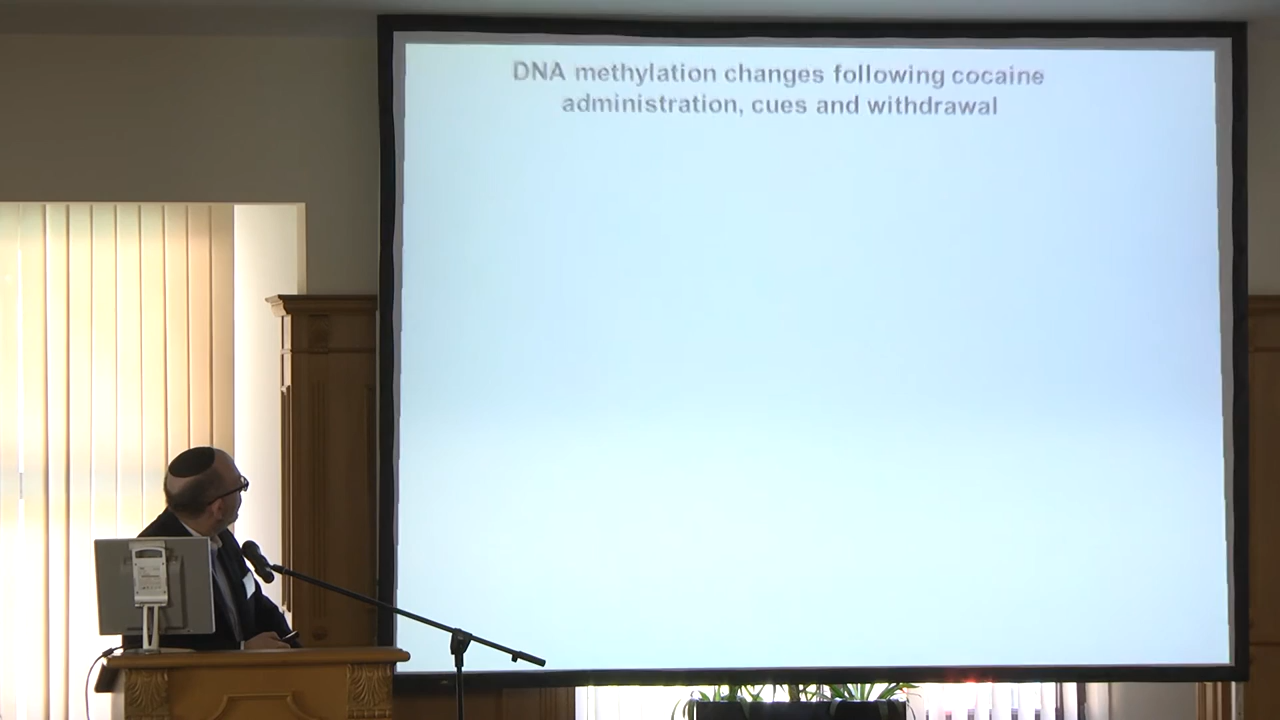 DNA methylation changes following cocaine
administration, cues and withdrawal